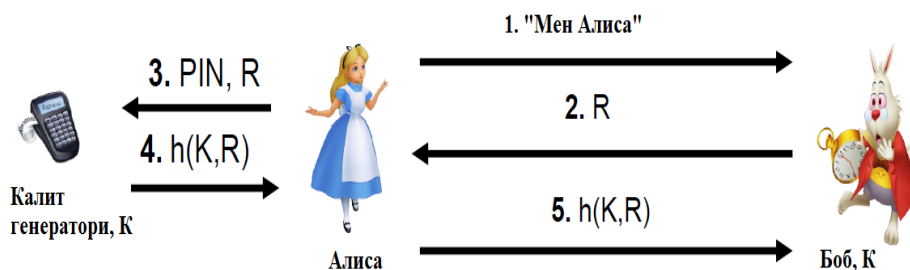 1. "Мен Алиса"
3. PIN, R
2. R
4. h(K,R)
5. h(K,R)
Калит
генератори, К
Алиса
Боб, К